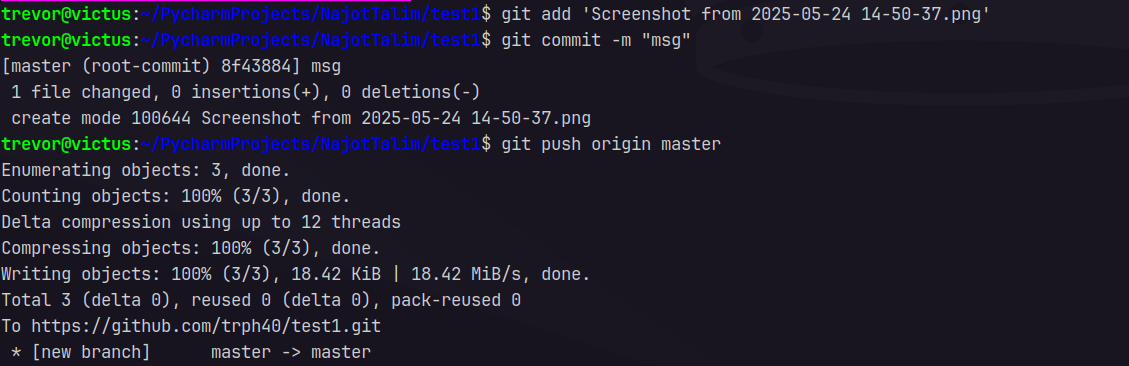 trevor@victus:~/PycharmProjects/NajotTalim/test1$ git add 'Screenshot from 2025-05-24 14-50-37.png'
trevor@victus:~/PycharmProjects/NajotTalim/test1$ git commit -m "msg"
[master (root-commit) 8f43884] msg
 1 file changed, 0 insertions(+), 0 deletions(-)
 create mode 100644 Screenshot from 2025-05-24 14-50-37.png
trevor@victus:~/PycharmProjects/NajotTalim/test1$ git push origin master
Enumerating objects: 3, done.
Counting objects: 100% (3/3), done.
Delta compression using up to 12 threads
Compressing objects: 100% (3/3), done.
Writing objects: 100% (3/3), 18.42 KiB | 18.42 MiB/s, done.
Total 3 (delta 0), reused 0 (delta 0), pack-reused 0
To https://github.com/trph40/test1.git
 * [new branch]      master -> master